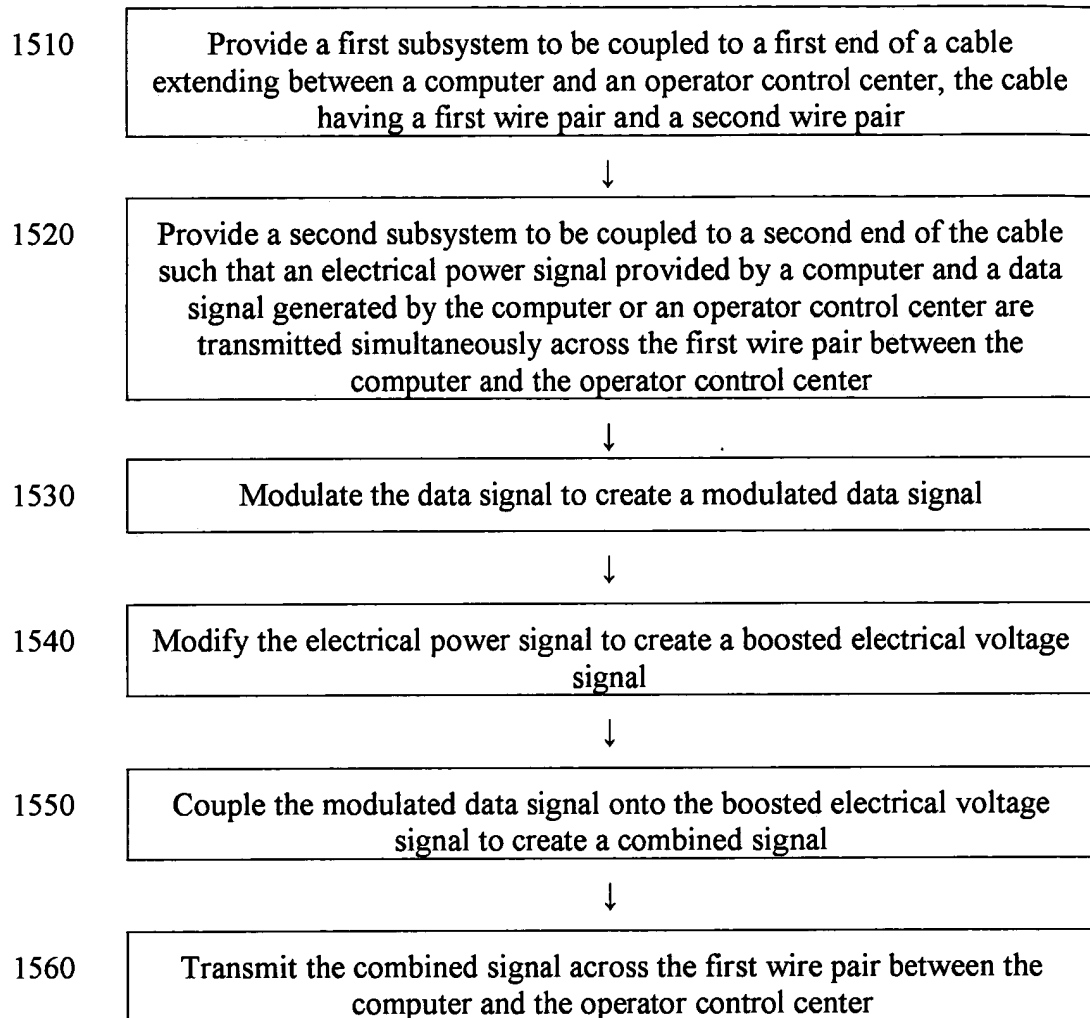 1510 Provide a first subsystem to be coupled to a first end of a cable
extending between a computer and an operator control center, the cable
having a first wire pair and a second wire pair
↓
1520 Provide a second subsystem to be coupled to a second end of the cable
such that an electrical power signal provided by a computer and a data
signal generated by the computer or an operator control center are
transmitted simultaneously across the first wire pair between the
computer and the operator control center
↓
1530 Modulate the data signal to create a modulated data signal
↓
1540 Modify the electrical power signal to create a boosted electrical voltage
signal
↓
1550 Couple the modulated data signal onto the boosted electrical voltage
signal to create a combined signal
↓
1560 Transmit the combined signal across the first wire pair between the
computer and the operator control center